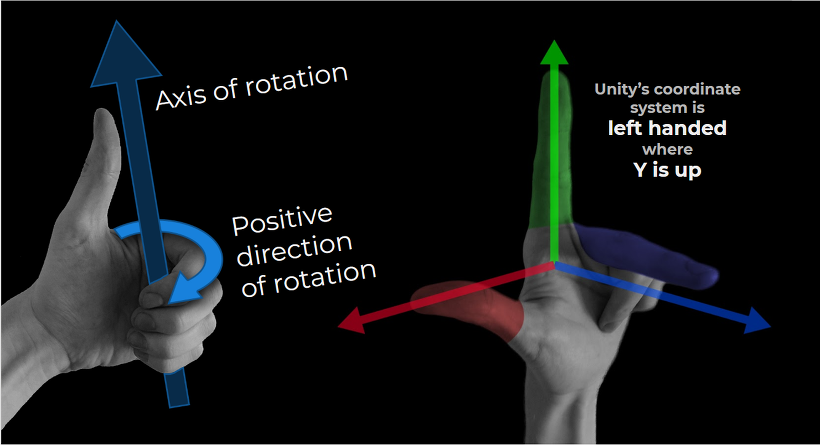 Axis of rotation
Positive
direction
of rotation
Unity's coordinate
system is
left handed
where
Y is up